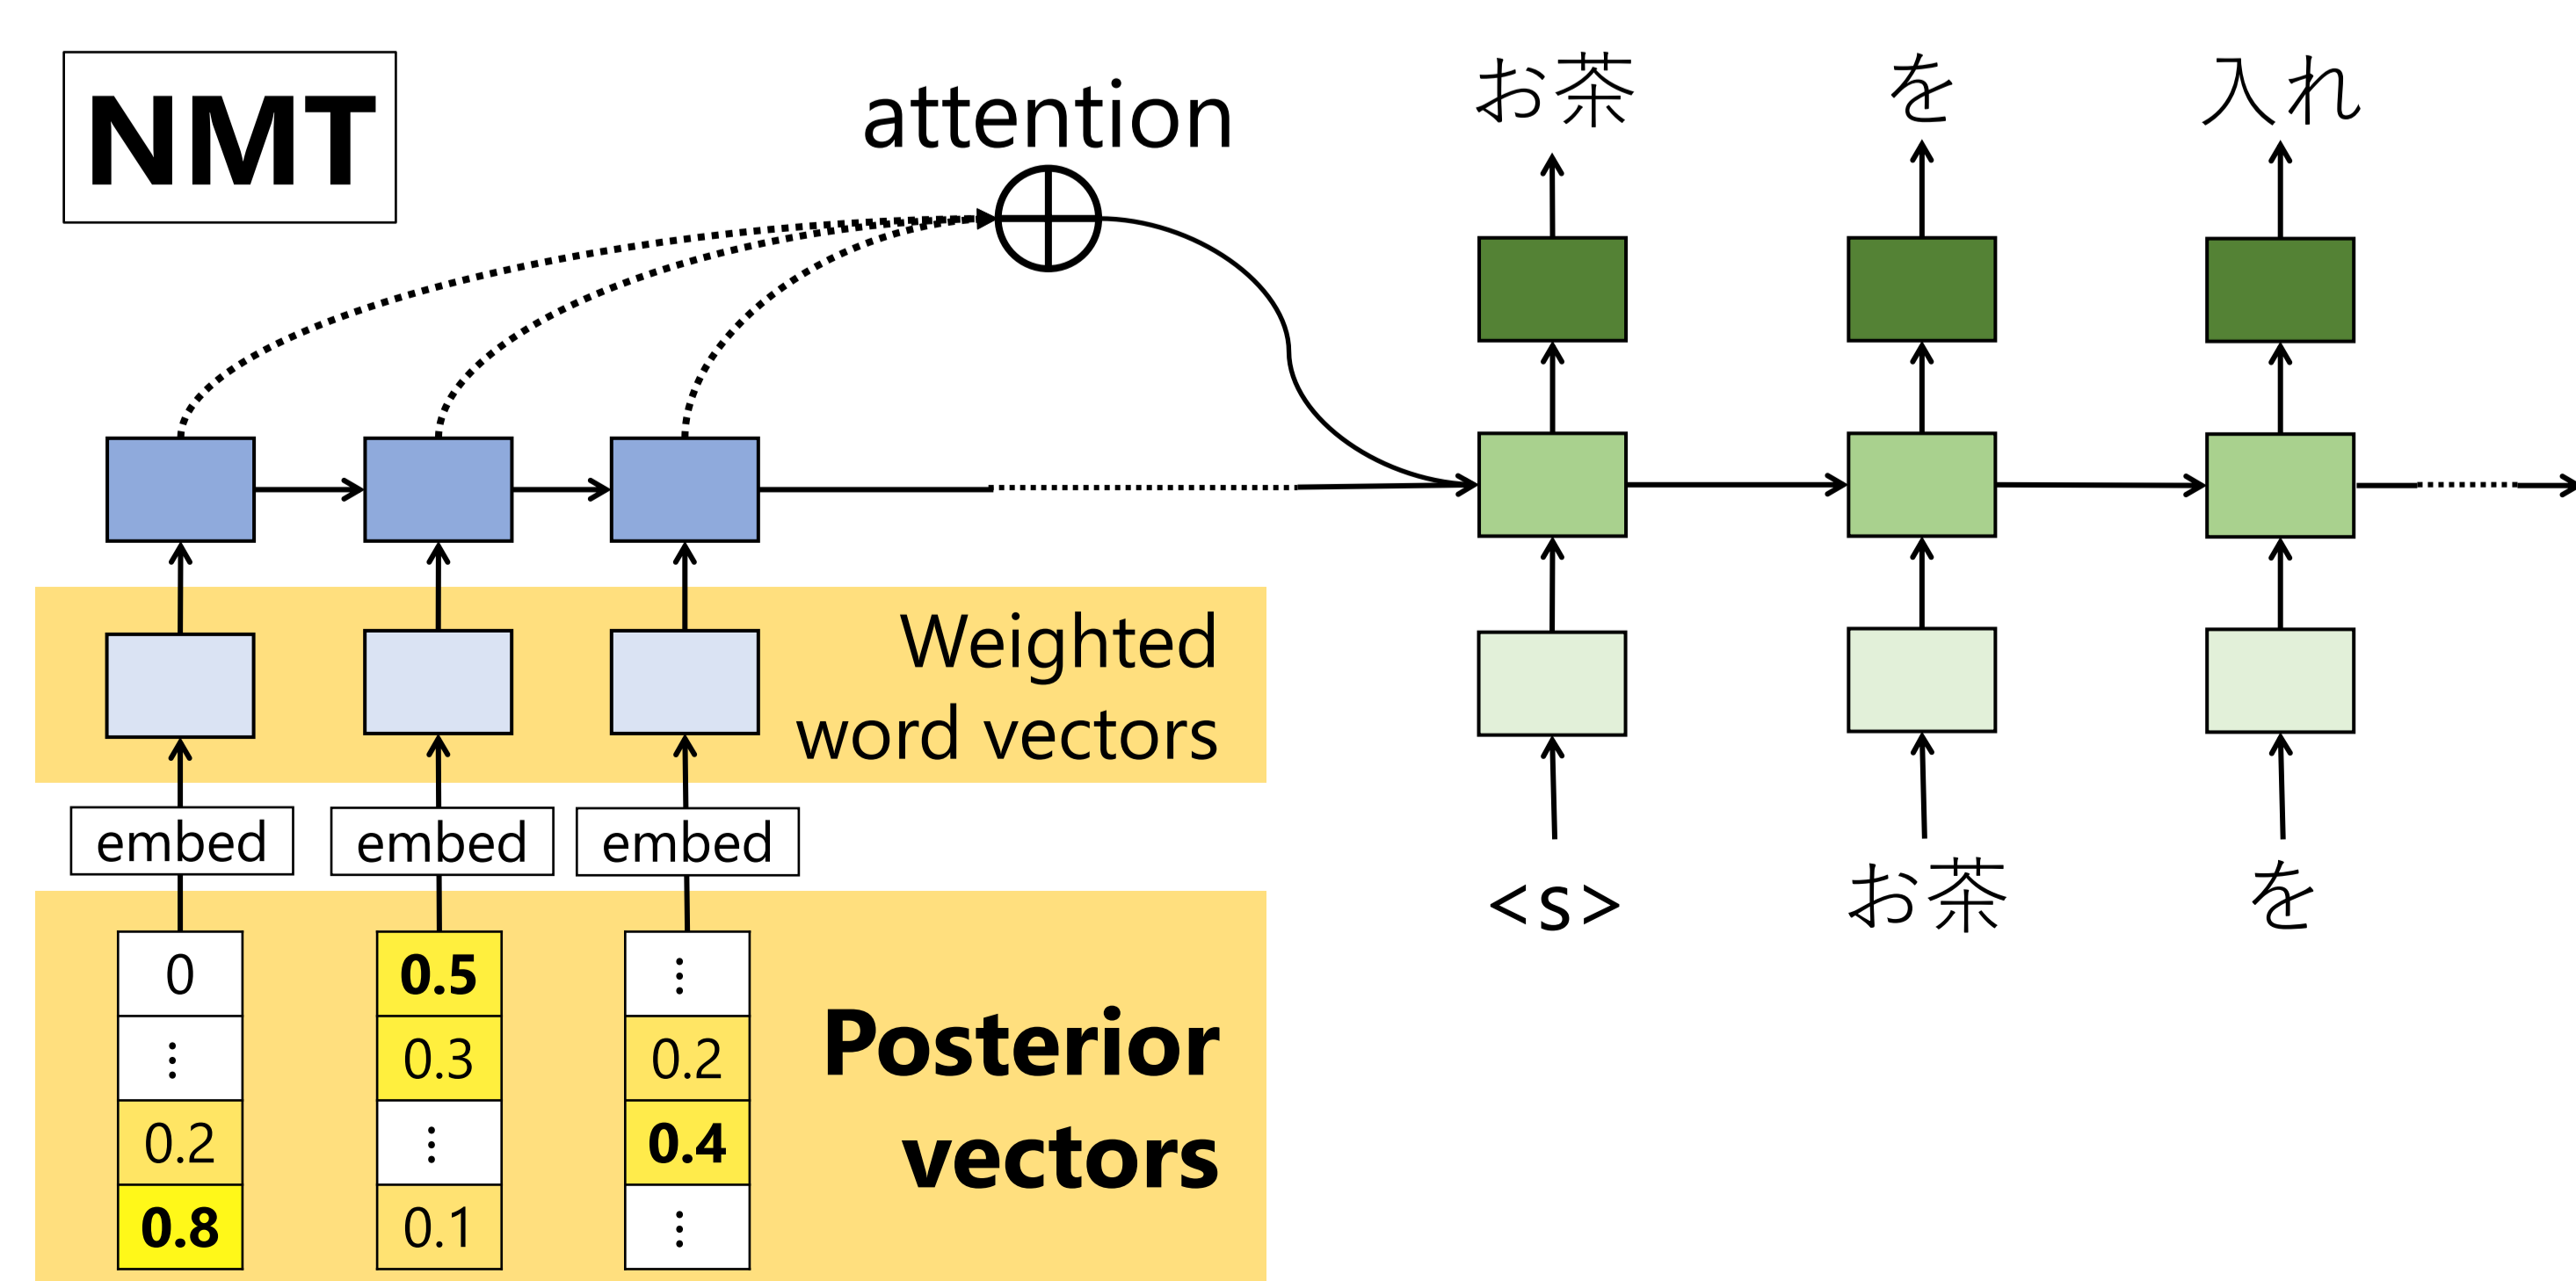 NMT
attention
お茶 を 入れ
Weighted
word vectors
embed embed embed
<s> お茶 を
Posterior
vectors
0 0.5 ⋮
⋮ 0.3 0.2
0.2 ⋮ 0.4
0.8 0.1 ⋮